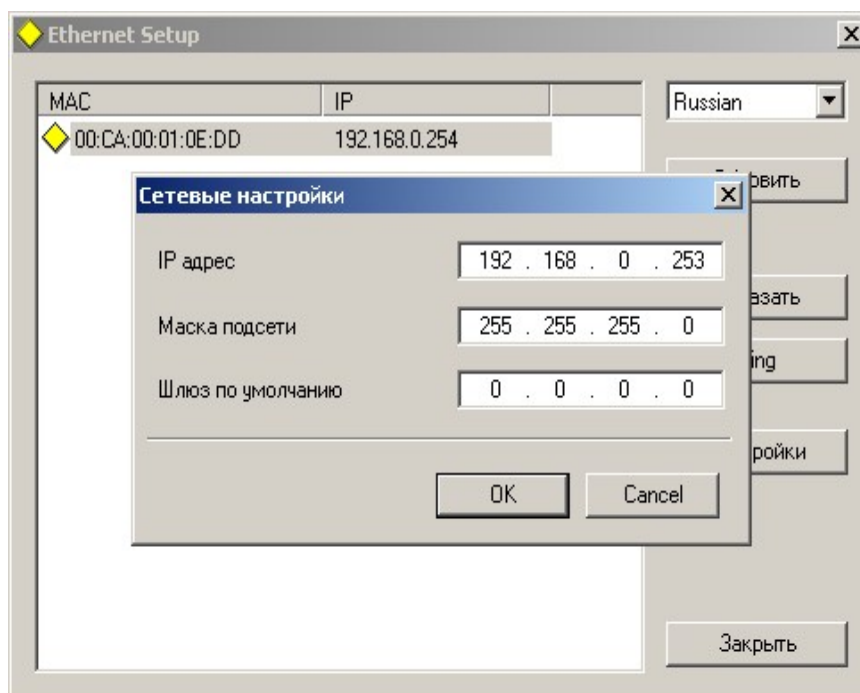 Ethernet Setup
MAC IP
Russian
00:CA:00:01:0E:DD 192.168.0.254
Сетевые настройки
IP адрес 192 . 168 . 0 . 253
Маска подсети 255 . 255 . 255 . 0
Шлюз по умолчанию 0 . 0 . 0 . 0
OK Cancel
Закрыть